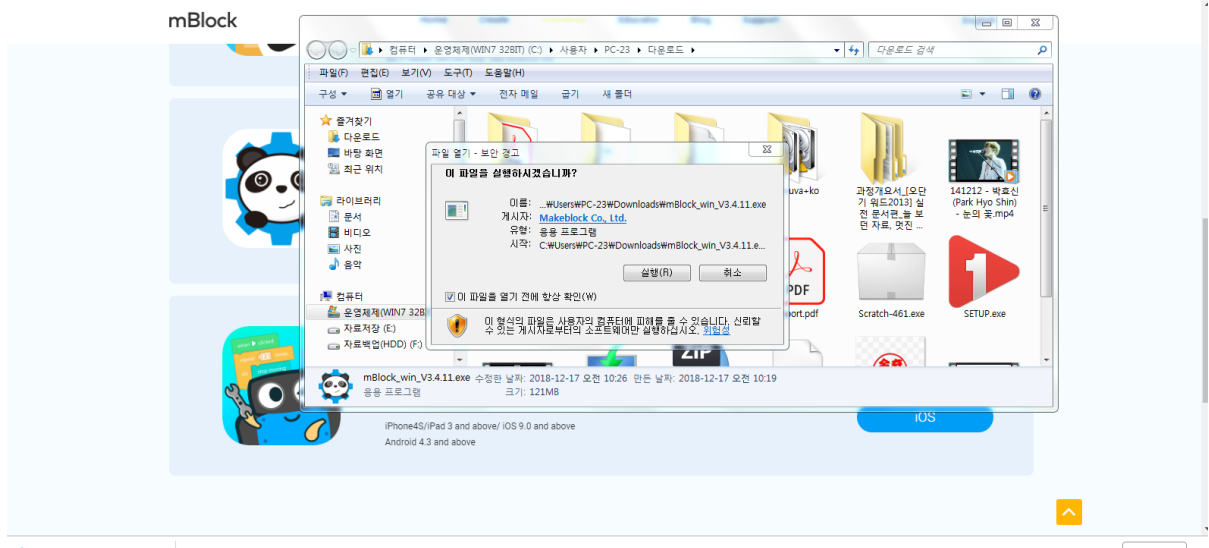 mBlock
컴퓨터 ▸ 운영체제(WIN7 32BIT) (C:) ▸ 사용자 ▸ PC-23 ▸ 다운로드 ▸
다운로드 검색
파일(F) 편집(E) 보기(V) 도구(T) 도움말(H)
구성 열기 공유 대상 전자 메일 굽기 새 폴더
즐겨찾기
다운로드
바탕 화면
최근 위치
라이브러리
문서
비디오
사진
음악
컴퓨터
운영체제(WIN7 32B
자료저장 (E:)
자료백업(HDD) (F:)
파일 열기 - 보안 경고
이 파일을 실행하시겠습니까?
이름: ...₩Users₩PC-23₩Downloads₩mBlock_win_V3.4.11.exe
게시자: Makeblock Co., Ltd.
유형: 응용 프로그램
시작: C:₩Users₩PC-23₩Downloads₩mBlock_win_V3.4.11.e...
실행(R) 취소
이 파일을 열기 전에 항상 확인(W)
이 형식의 파일은 사용자의 컴퓨터에 피해를 줄 수 있습니다. 신뢰할
수 있는 게시자로부터의 소프트웨어만 실행하십시오. 위험성
uva+ko
과정개요서_[오단
기 워드2013] 실
전 문서편_늘 보
던 자료, 멋진 ...
141212 - 박효신
(Park Hyo Shin)
- 눈의 꽃.mp4
PDF
port.pdf
Scratch-461.exe
SETUP.exe
ZIP
mBlock_win_V3.4.11.exe 수정한 날짜: 2018-12-17 오전 10:26 만든 날짜: 2018-12-17 오전 10:19
응용 프로그램 크기: 121MB
iOS
iPhone4S/iPad 3 and above/ iOS 9.0 and above
Android 4.3 and above